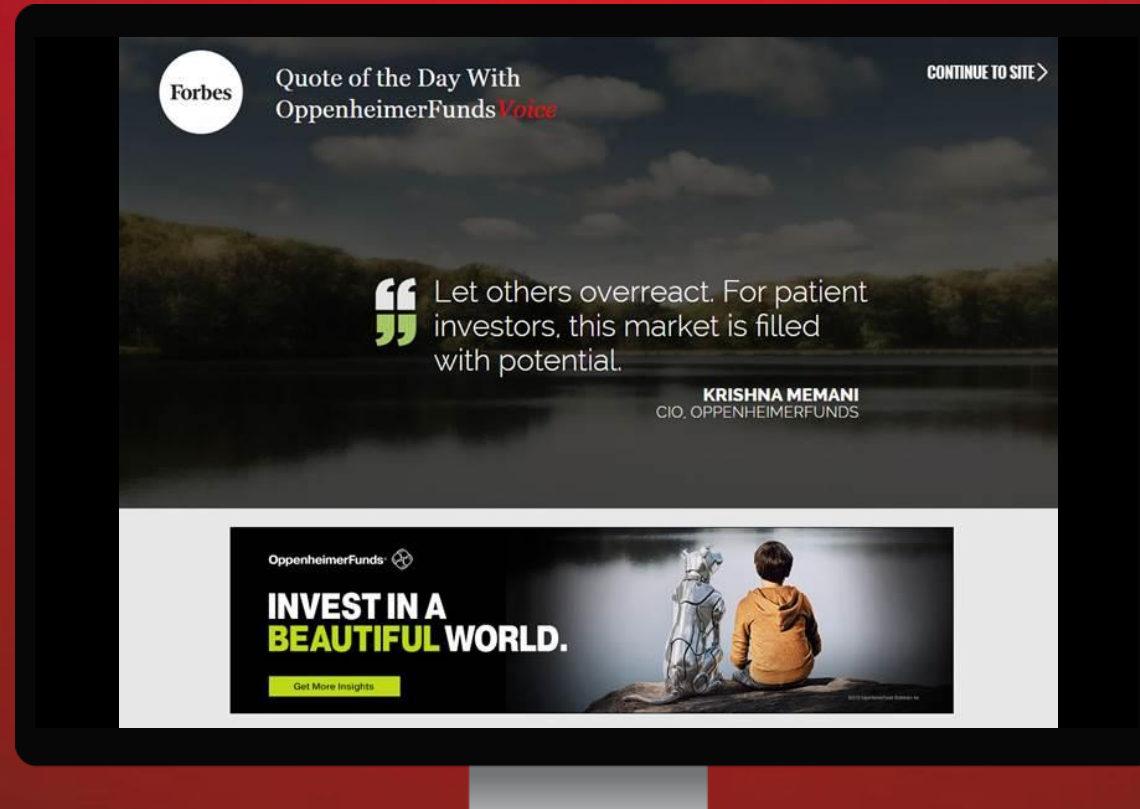 Forbes
Quote of the Day With
OppenheimerFundsVoice
CONTINUE TO SITE
Let others overreact. For patient
investors, this market is filled
with potential.
KRISHNA MEMANI
CIO, OPPENHEIMERFUNDS
OppenheimerFunds
INVEST IN A
BEAUTIFUL WORLD.
Get More Insights